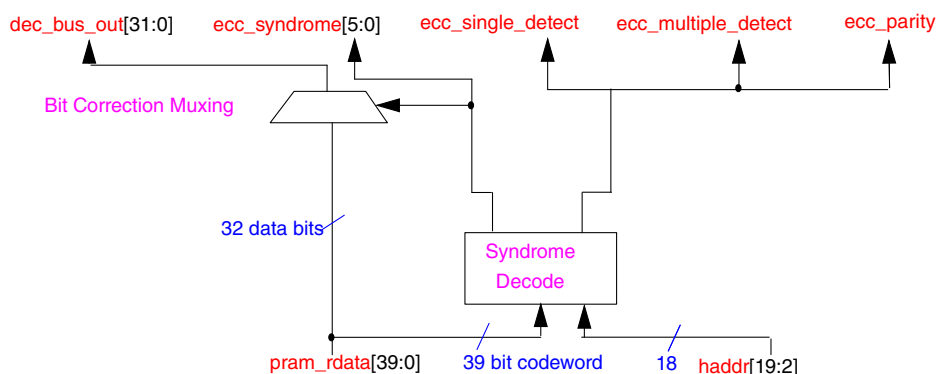 dec_bus_out[31:0]
ecc_syndrome[5:0]
ecc_single_detect
ecc_multiple_detect
ecc_parity
Bit Correction Muxing
32 data bits
Syndrome
Decode
pram_rdata[39:0]
39 bit codeword
18
haddr[19:2]